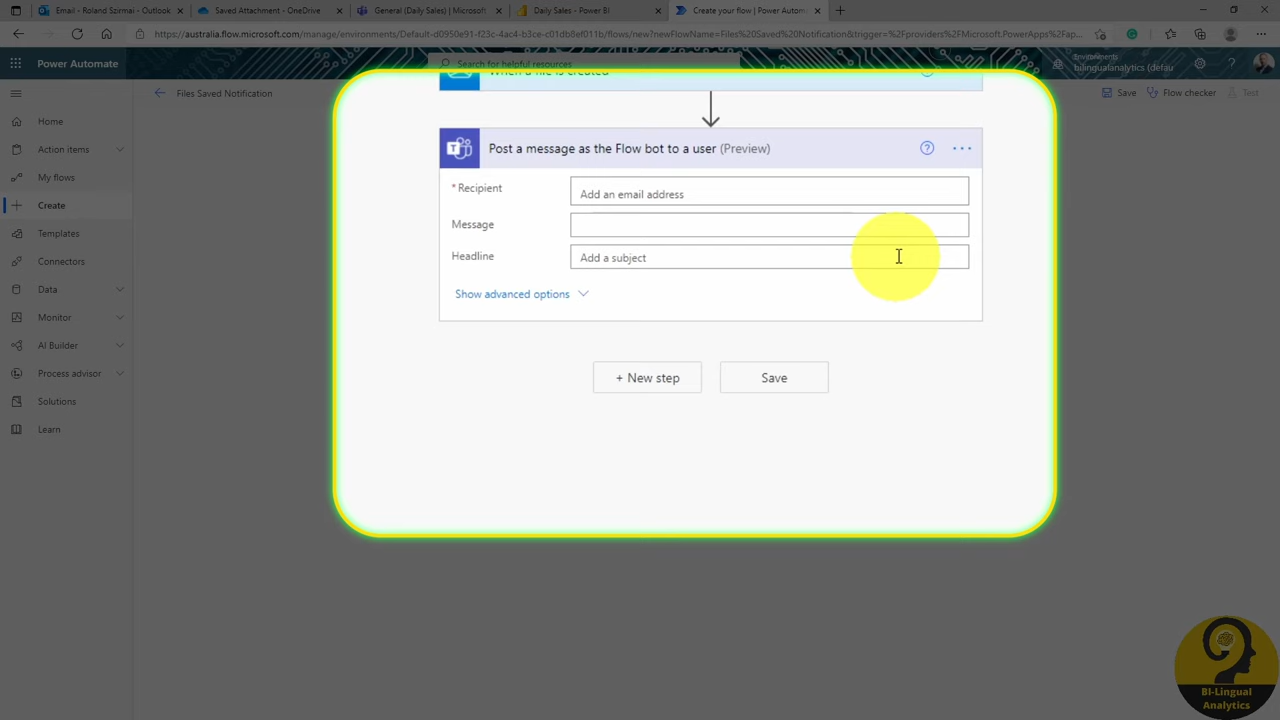 Email - Roland Szirmai - Outlook
Saved Attachment - OneDrive
General (Daily Sales) | Microsoft
Daily Sales - Power BI
Create your flow | Power Automa
https://australia.flow.microsoft.com/manage/environments/Default-d0950e91-f23c-4ac4-b3ce-c01db8ef011b/flows/new?newFlowName=Files%20Saved%20Notification&trigger=%2Fproviders%2FMicrosoft.PowerApps%2Fap...
Power Automate
Search for helpful resources
Environments
bilingualanalytics (defau
Files Saved Notification
Save
Flow checker
Test
Home
Action items
My flows
Create
Templates
Connectors
Data
Monitor
AI Builder
Process advisor
Solutions
Learn
When a file is created
Post a message as the Flow bot to a user (Preview)
* Recipient
Add an email address
Message
Headline
Add a subject
Show advanced options
+ New step
Save
BI-Lingual
Analytics